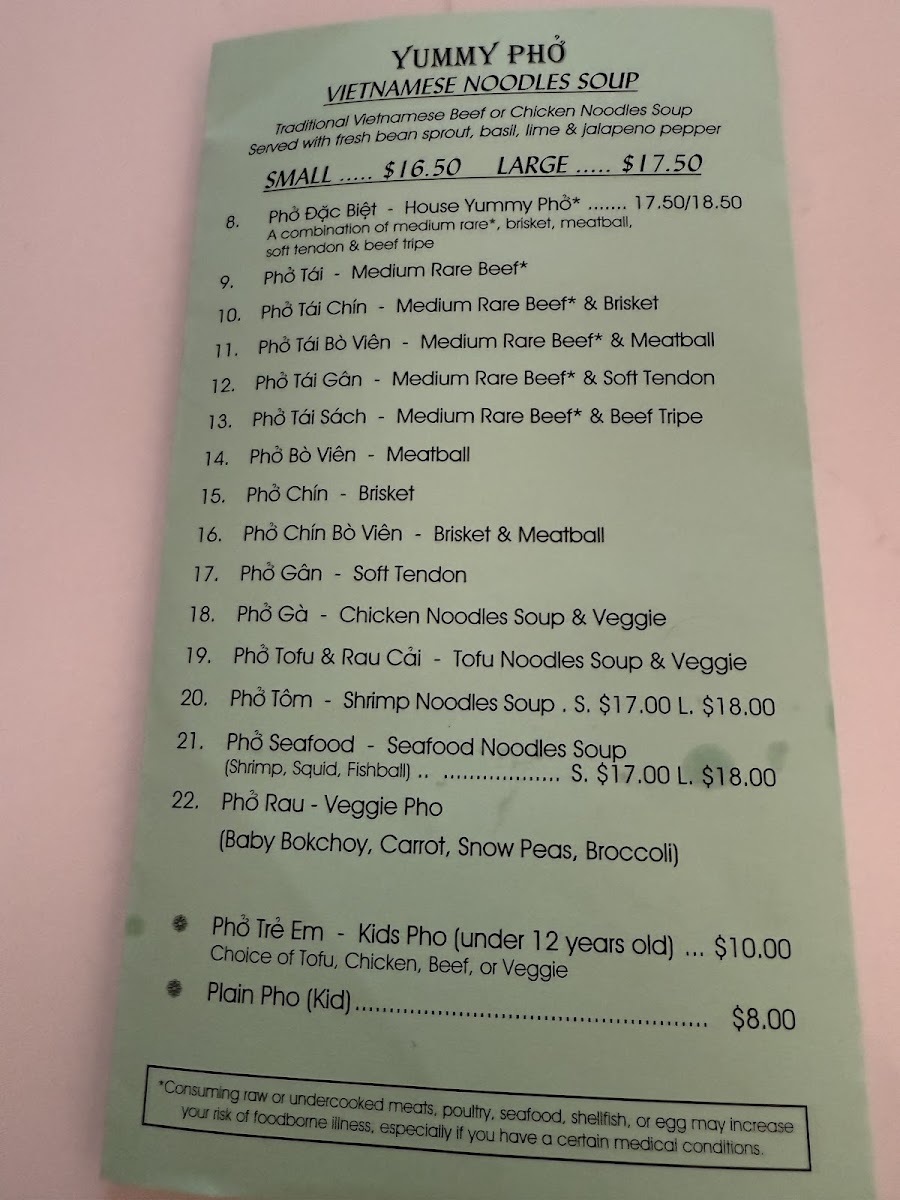 YUMMY PHỞ
VIETNAMESE NOODLES SOUP
Traditional Vietnamese Beef or Chicken Noodles Soup
Served with fresh bean sprout, basil, lime & jalapeno pepper
SMALL ..... $16.50 LARGE ..... $17.50
8. Phở Đặc Biệt - House Yummy Phở* ....... 17.50/18.50
A combination of medium rare*, brisket, meatball,
soft tendon & beef tripe
9. Phở Tái - Medium Rare Beef*
10. Phở Tái Chín - Medium Rare Beef* & Brisket
11. Phở Tái Bò Viên - Medium Rare Beef* & Meatball
12. Phở Tái Gân - Medium Rare Beef* & Soft Tendon
13. Phở Tái Sách - Medium Rare Beef* & Beef Tripe
14. Phở Bò Viên - Meatball
15. Phở Chín - Brisket
16. Phở Chín Bò Viên - Brisket & Meatball
17. Phở Gân - Soft Tendon
18. Phở Gà - Chicken Noodles Soup & Veggie
19. Phở Tofu & Rau Cải - Tofu Noodles Soup & Veggie
20. Phở Tôm - Shrimp Noodles Soup . S. $17.00 L. $18.00
21. Phở Seafood - Seafood Noodles Soup
(Shrimp, Squid, Fishball) .. .................. S. $17.00 L. $18.00
22. Phở Rau - Veggie Pho
(Baby Bokchoy, Carrot, Snow Peas, Broccoli)
Phở Trẻ Em - Kids Pho (under 12 years old) ... $10.00
Choice of Tofu, Chicken, Beef, or Veggie
Plain Pho (Kid).................................................. $8.00
*Consuming raw or undercooked meats, poultry, seafood, shellfish, or egg may increase
your risk of foodborne illness, especially if you have a certain medical conditions.